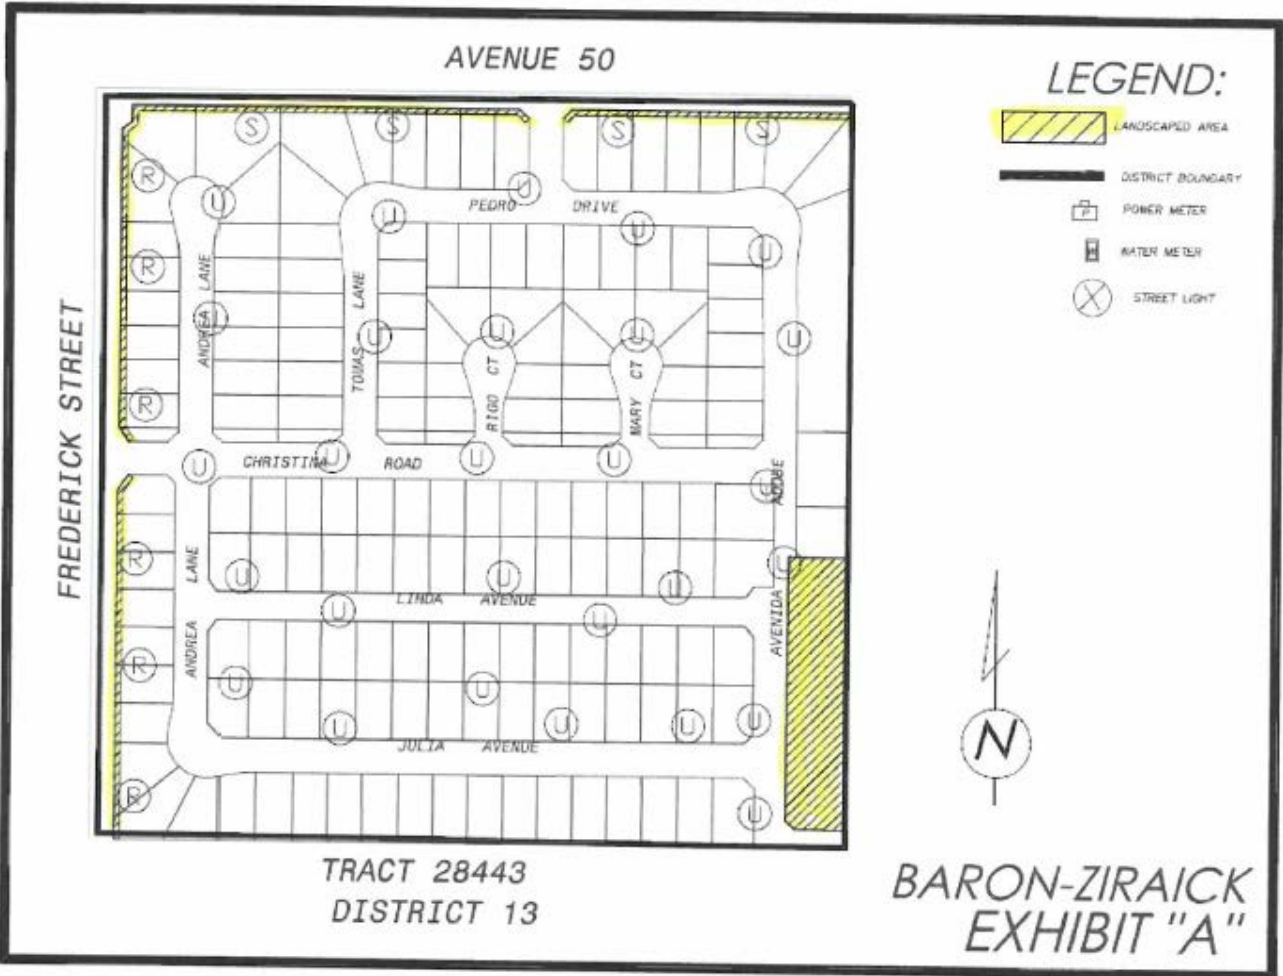 AVENUE 50
LEGEND:
LANDSCAPED AREA
DISTRICT BOUNDARY
P
POWER METER
WATER METER
STREET LIGHT
FREDERICK STREET
S
S
S
S
R
U
U
U
PEDRO DRIVE
U
U
R
ANDREA LANE
TOMAS LANE
U
U
U
U
U
RIGO CT
MARY CT
R
U
CHRISTINA ROAD
U
U
U
U
AVENIDA ADOBE
R
U
U
U
U
ANDREA LANE
LINDA AVENUE
U
U
R
U
U
U
U
U
U
JULIA AVENUE
R
U
N
TRACT 28443
DISTRICT 13
BARON-ZIRAICK
EXHIBIT "A"